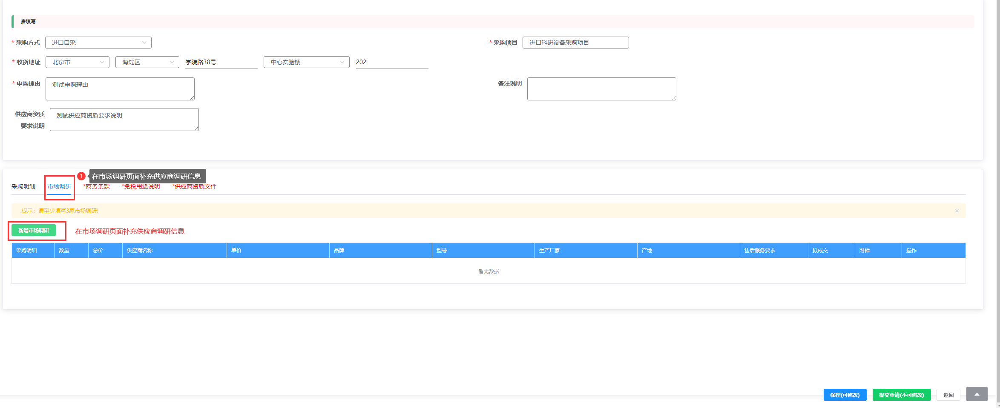 请填写
* 采购方式 进口自采 * 采购项目 进口科研设备采购项目
* 收货地址 北京市 海淀区 学院路38号 中心实验楼 202
* 申购理由 测试申购理由 备注说明
供应商资质 测试供应商资质要求说明
要求说明
1 在市场调研页面补充供应商调研信息
采购明细 市场调研 *商务条款 *免税用途说明 *供应商资质文件
提示：请至少填写3家市场调研!
新增市场调研 在市场调研页面补充供应商调研信息
采购明细 数量 总价 供应商名称 单价 品牌 型号 生产厂家 产地 售后服务要求 拟成交 附件 操作
暂无数据
保存(可修改) 提交申请(不可修改) 返回